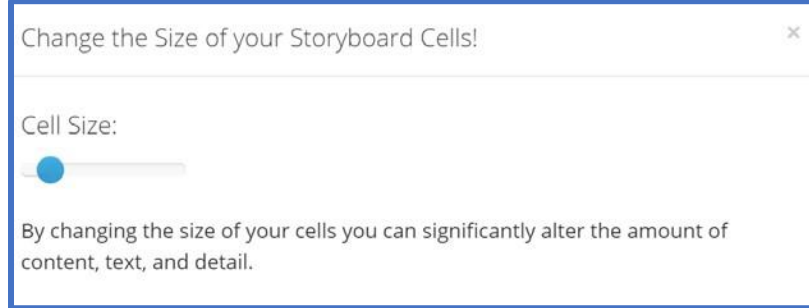 Change the Size of your Storyboard Cells!
×
Cell Size:
By changing the size of your cells you can significantly alter the amount of
content, text, and detail.